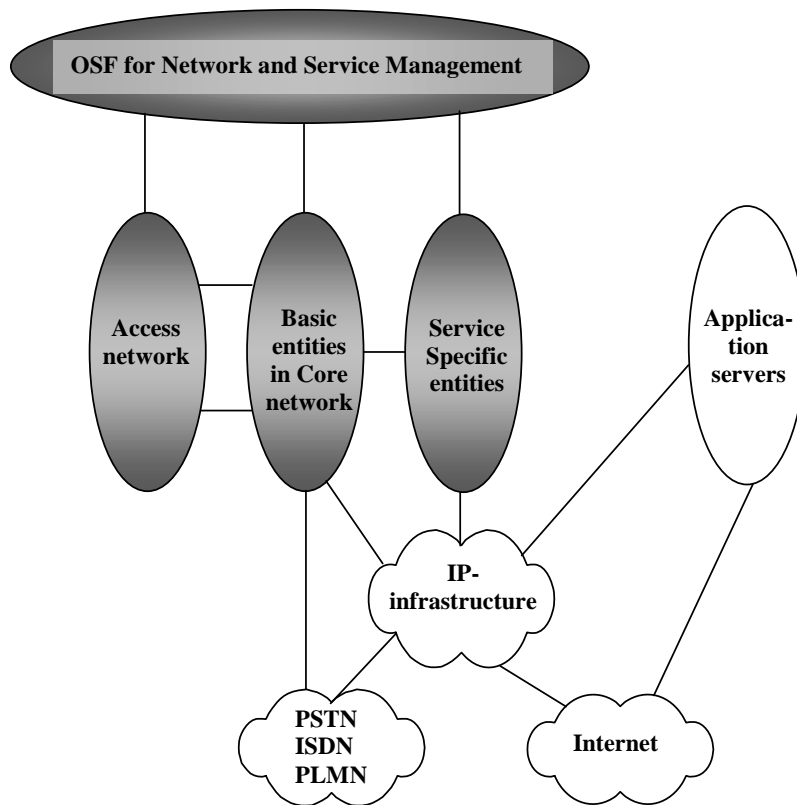 OSF for Network and Service Management
Access
network
Basic
entities
in Core
network
Service
Specific
entities
Applica-
tion
servers
IP-
infrastructure
PSTN
ISDN
PLMN
Internet